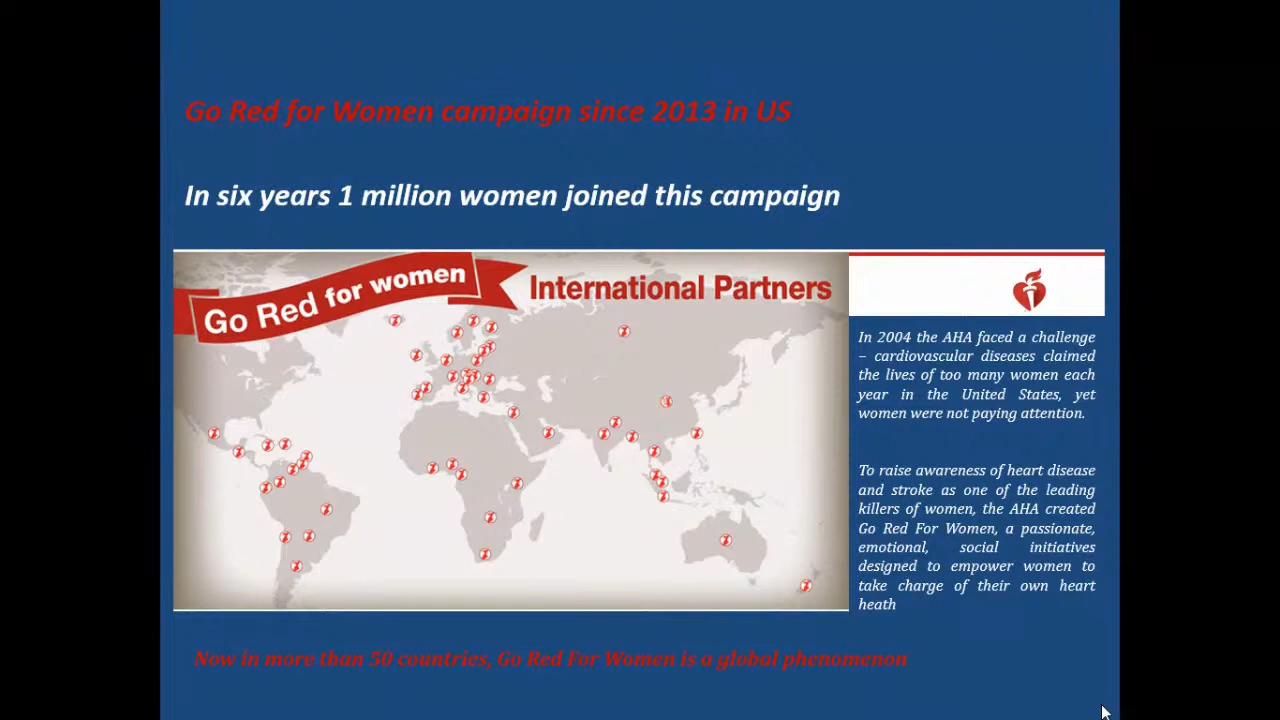 Go Red for Women campaign since 2013 in US
In six years 1 million women joined this campaign
Go Red for women
International Partners
In 2004 the AHA faced a challenge
– cardiovascular diseases claimed
the lives of too many women each
year in the United States, yet
women were not paying attention.
To raise awareness of heart disease
and stroke as one of the leading
killers of women, the AHA created
Go Red For Women, a passionate,
emotional, social initiatives
designed to empower women to
take charge of their own heart
heath
Now in more than 50 countries, Go Red For Women is a global phenomenon